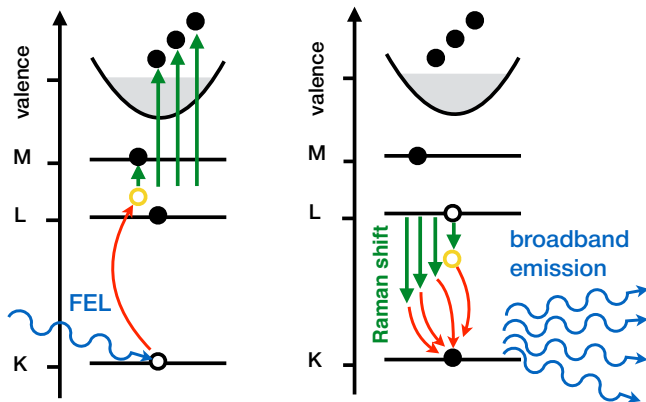 valence
M
L
FEL
K
valence
M
L
Raman shift
broadband
emission
K